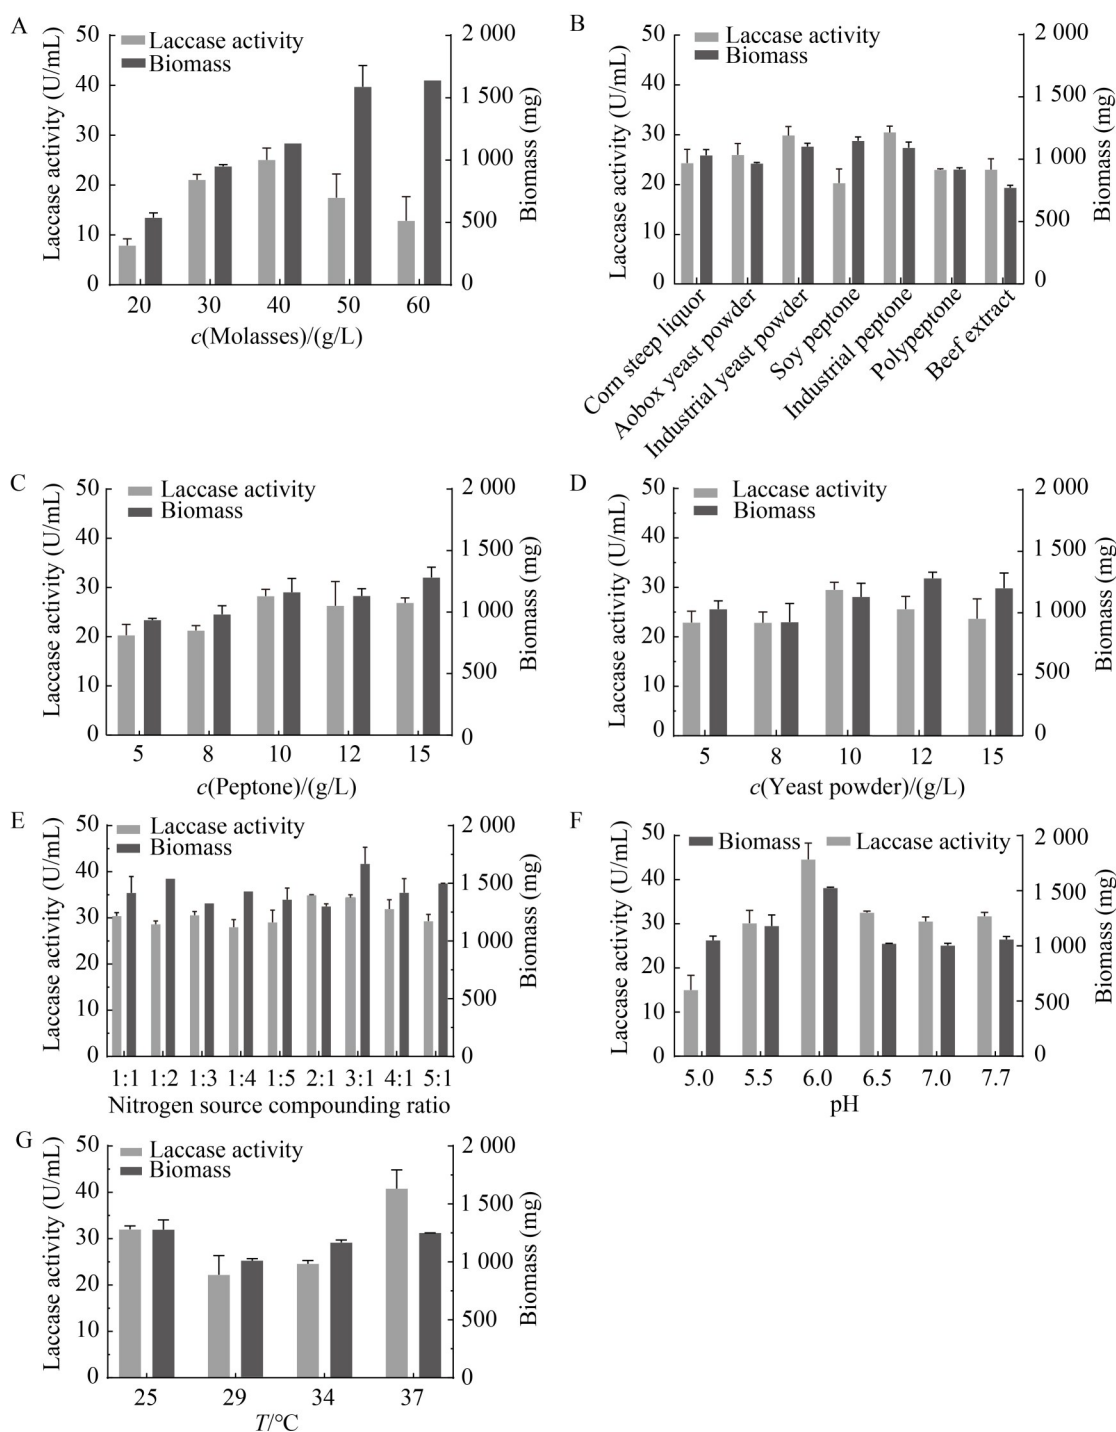 A
Laccase activity
Biomass
Laccase activity (U/mL)
50
40
30
20
10
0
2 000
1 500
1 000
500
0
Biomass (mg)
20 30 40 50 60
c(Molasses)/(g/L)
B
Laccase activity
Biomass
Laccase activity (U/mL)
50
40
30
20
10
0
2 000
1 500
1 000
500
0
Biomass (mg)
Corn steep liquor
Aobox yeast powder
Industrial yeast powder
Soy peptone
Industrial peptone
Polypeptone
Beef extract
C
Laccase activity
Biomass
Laccase activity (U/mL)
50
40
30
20
10
0
2 000
1 500
1 000
500
0
Biomass (mg)
5 8 10 12 15
c(Peptone)/(g/L)
D
Laccase activity
Biomass
Laccase activity (U/mL)
50
40
30
20
10
0
2 000
1 500
1 000
500
0
Biomass (mg)
5 8 10 12 15
c(Yeast powder)/(g/L)
E
Laccase activity
Biomass
Laccase activity (U/mL)
50
40
30
20
10
0
2 000
1 500
1 000
500
0
Biomass (mg)
1:1 1:2 1:3 1:4 1:5 2:1 3:1 4:1 5:1
Nitrogen source compounding ratio
F
Biomass Laccase activity
Laccase activity (U/mL)
50
40
30
20
10
0
2 000
1 500
1 000
500
0
Biomass (mg)
5.0 5.5 6.0 6.5 7.0 7.7
pH
G
Laccase activity
Biomass
Laccase activity (U/mL)
50
40
30
20
10
0
2 000
1 500
1 000
500
0
Biomass (mg)
25 29 34 37
T/°C